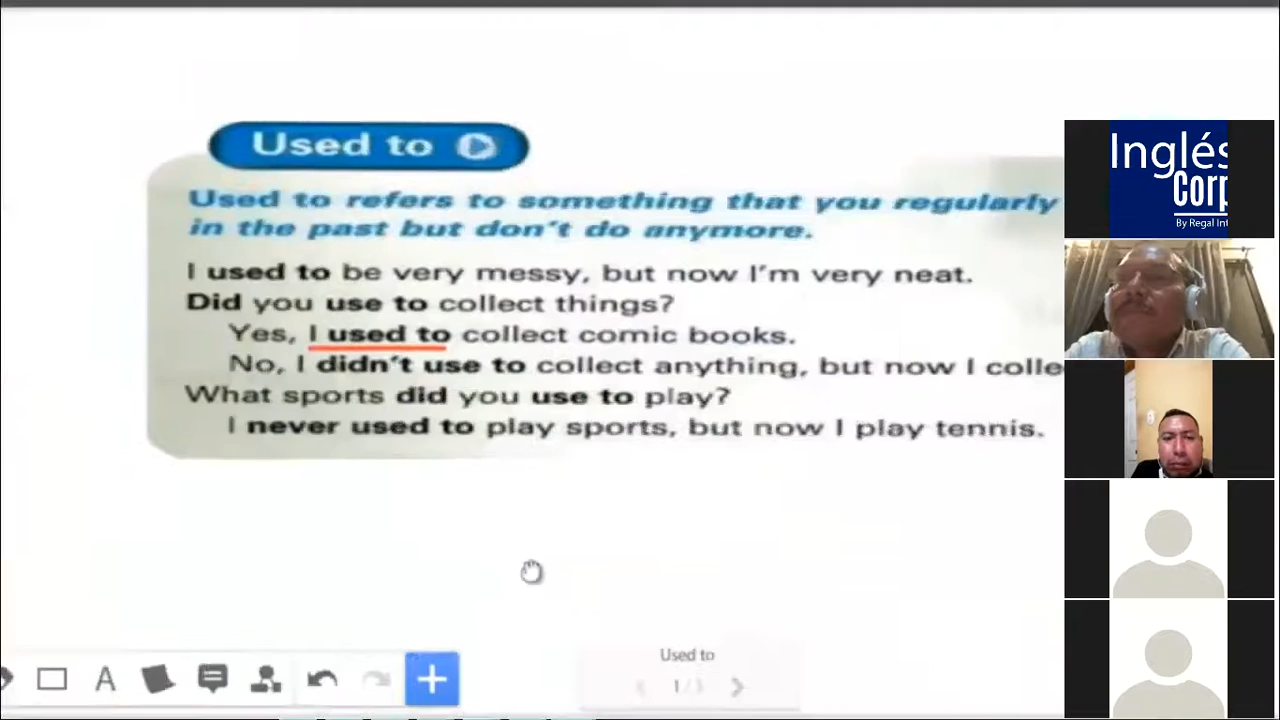 Used to
Used to refers to something that you regularly
in the past but don't do anymore.
I used to be very messy, but now I'm very neat.
Did you use to collect things?
Yes, I used to collect comic books.
No, I didn't use to collect anything, but now I colle
What sports did you use to play?
I never used to play sports, but now I play tennis.
A
Used to
1/3
Inglés
Corp
By Regal Int